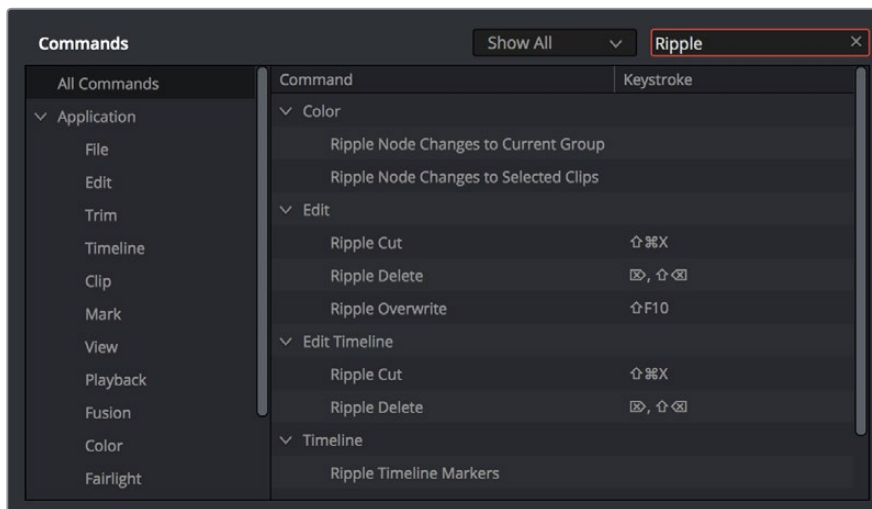 Commands
Show All
Ripple
All Commands
Application
File
Edit
Trim
Timeline
Clip
Mark
View
Playback
Fusion
Color
Fairlight
Command Keystroke
Color
Ripple Node Changes to Current Group
Ripple Node Changes to Selected Clips
Edit
Ripple Cut ⇧⌘X
Ripple Delete ⌦, ⇧⌫
Ripple Overwrite ⇧F10
Edit Timeline
Ripple Cut ⇧⌘X
Ripple Delete ⌦, ⇧⌫
Timeline
Ripple Timeline Markers